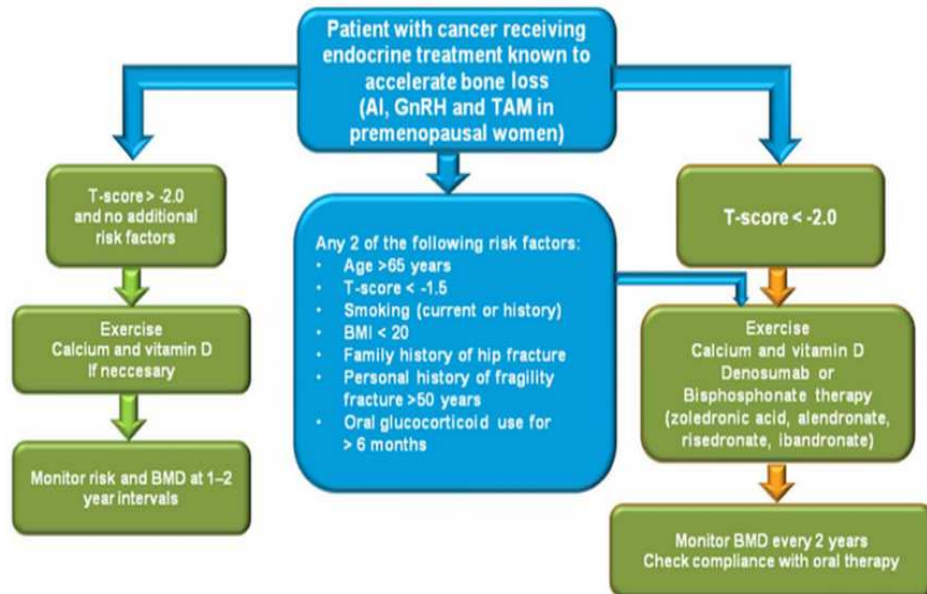 Patient with cancer receiving
endocrine treatment known to
accelerate bone loss
(AI, GnRH and TAM in
premenopausal women)
T-score > -2.0
and no additional
risk factors
Exercise
Calcium and vitamin D
If neccesary
Monitor risk and BMD at 1–2
year intervals
Any 2 of the following risk factors:
• Age >65 years
• T-score < -1.5
• Smoking (current or history)
• BMI < 20
• Family history of hip fracture
• Personal history of fragility
fracture >50 years
• Oral glucocorticoid use for
> 6 months
T-score < -2.0
Exercise
Calcium and vitamin D
Denosumab or
Bisphosphonate therapy
(zoledronic acid, alendronate,
risedronate, ibandronate)
Monitor BMD every 2 years
Check compliance with oral therapy